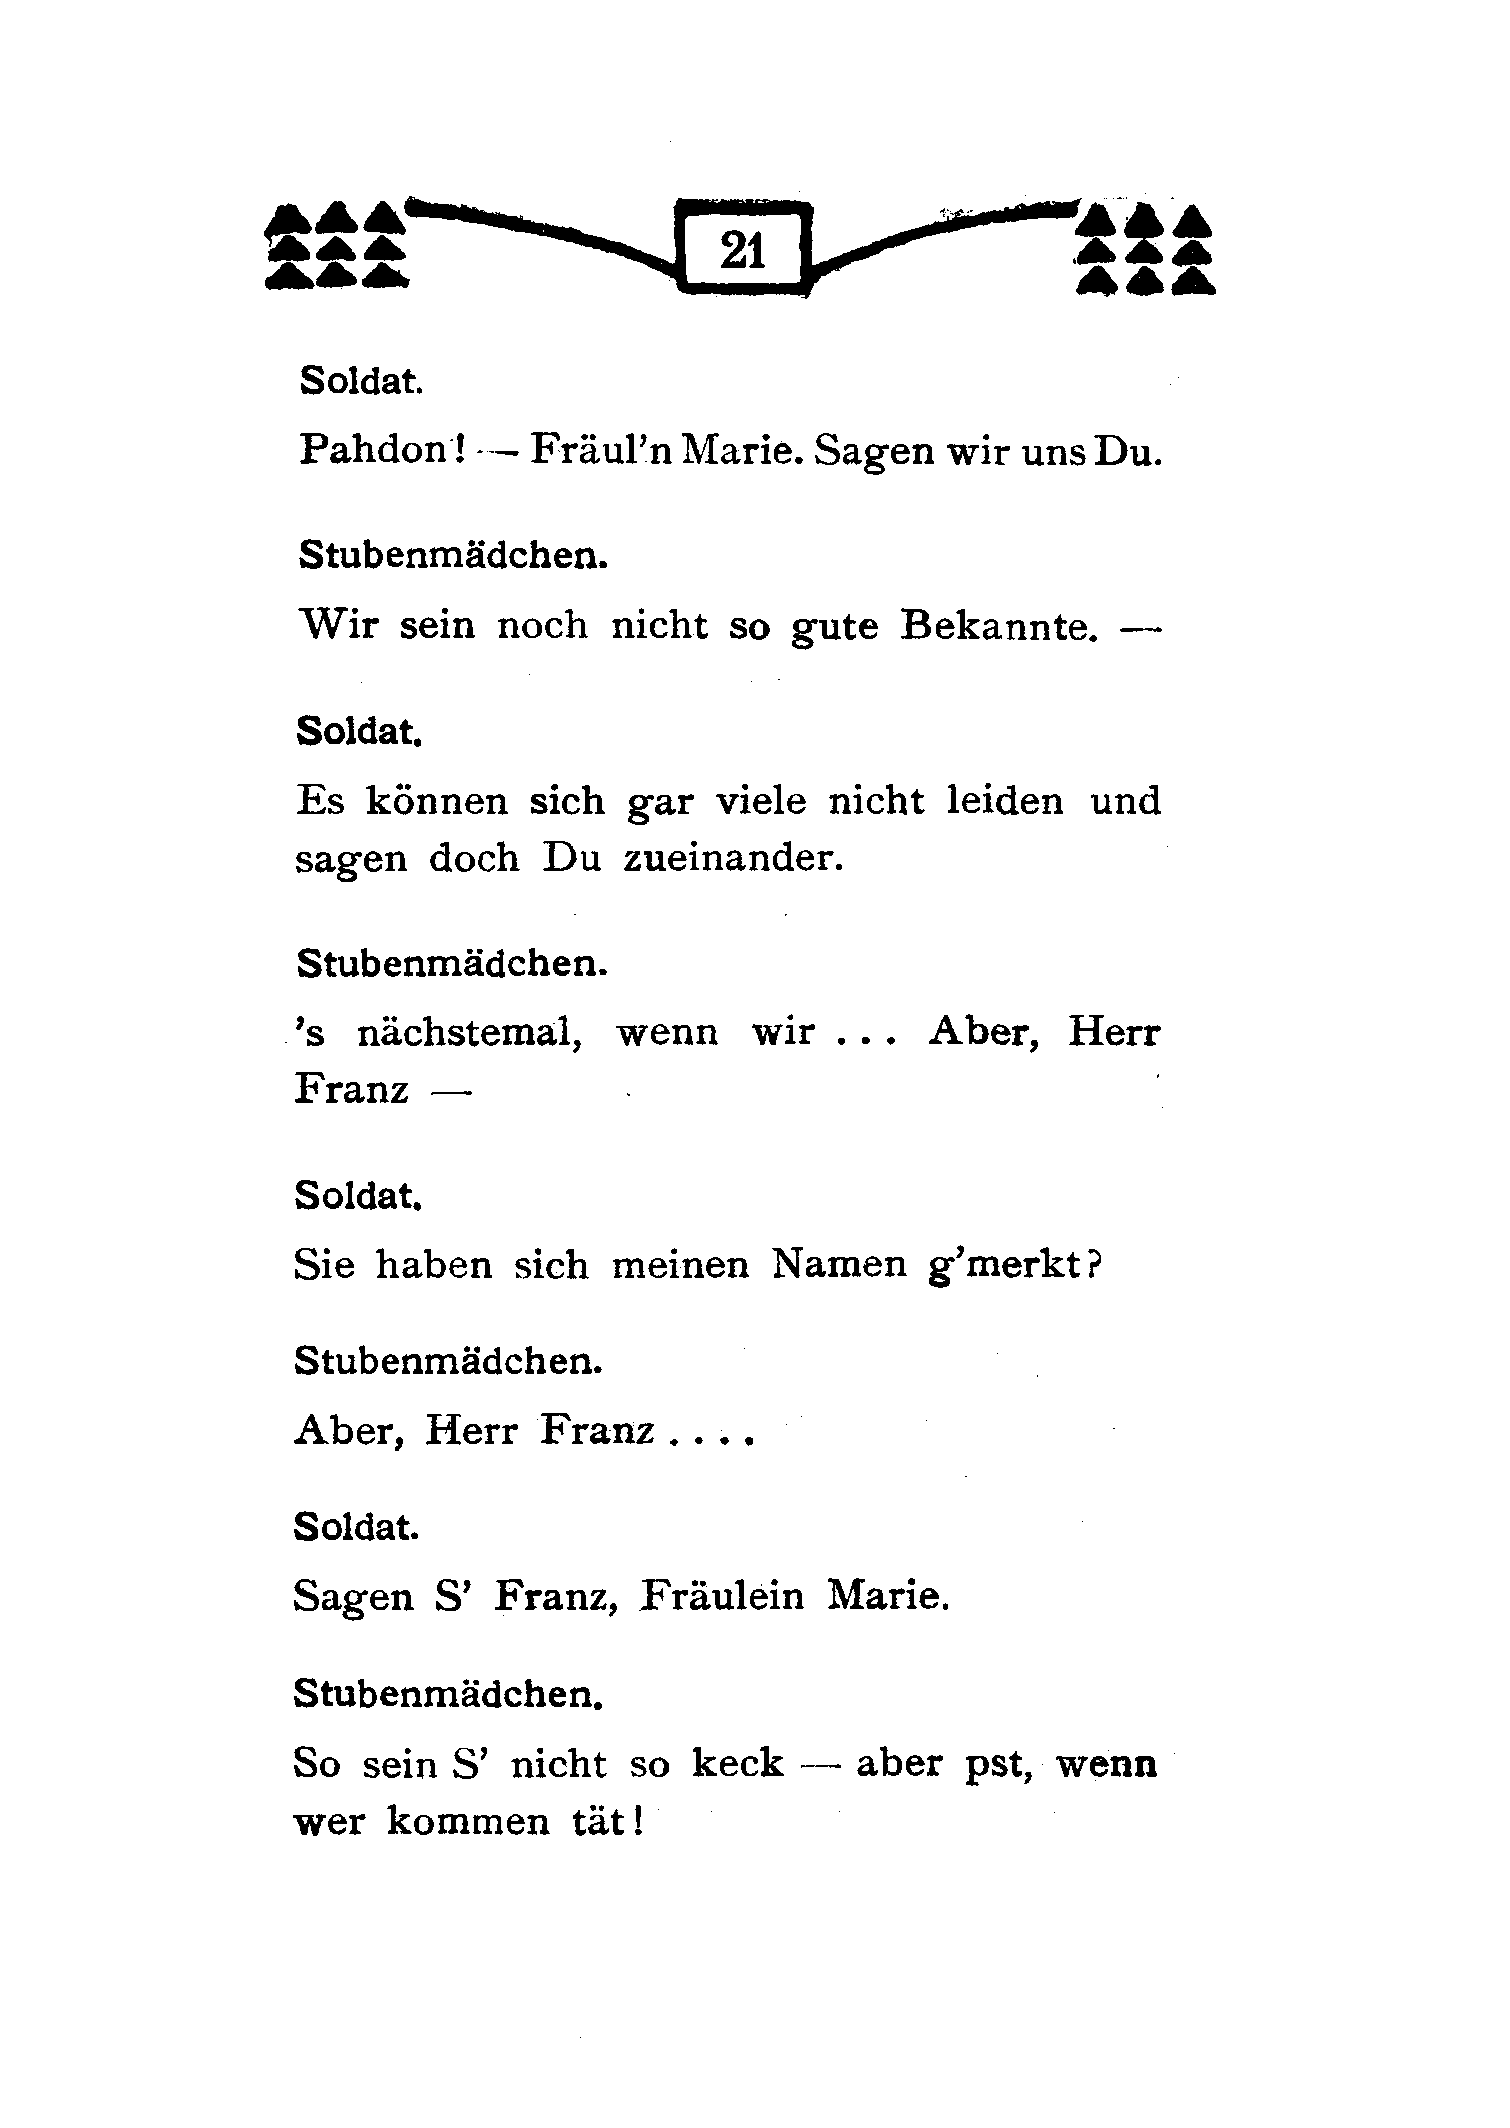 21
Soldat.
Pahdon! — Fräul'n Marie. Sagen wir uns Du.
Stubenmädchen.
Wir sein noch nicht so gute Bekannte. —
Soldat.
Es können sich gar viele nicht leiden und
sagen doch Du zueinander.
Stubenmädchen.
's nächstemal, wenn wir ... Aber, Herr
Franz —
Soldat.
Sie haben sich meinen Namen g'merkt?
Stubenmädchen.
Aber, Herr Franz ....
Soldat.
Sagen S' Franz, Fräulein Marie.
Stubenmädchen.
So sein S' nicht so keck — aber pst, wenn
wer kommen tät!